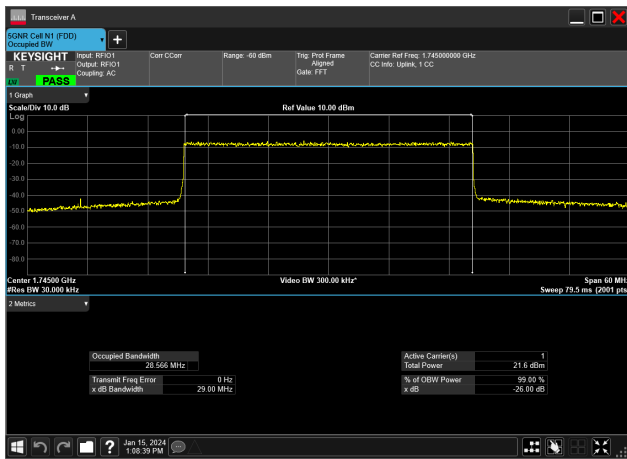 Transceiver A
5GNR Cell N1 (FDD)
Occupied BW
KEYSIGHT
R T
LM
PASS
Input: RFIO1
Output: RFIO1
Coupling: AC
Corr CCorr
Range: -60 dBm
Trig: Prot Frame
Aligned
Gate: FFT
Carrier Ref Freq: 1.745000000 GHz
CC Info: Uplink, 1 CC
1 Graph
Scale/Div 10.0 dB
Ref Value 10.00 dBm
Log
0.00
-10.0
-20.0
-30.0
-40.0
-50.0
-60.0
-70.0
-80.0
Center 1.74500 GHz
Video BW 300.00 kHz*
Span 60 MH
#Res BW 30.000 kHz
Sweep 79.5 ms (2001 pts
2 Metrics
Occupied Bandwidth
28.566 MHz
Active Carrier(s) 1
Total Power 21.6 dBm
Transmit Freq Error 0 Hz
x dB Bandwidth 29.00 MHz
% of OBW Power 99.00 %
x dB -26.00 dB
Jan 15, 2024
1:08:39 PM